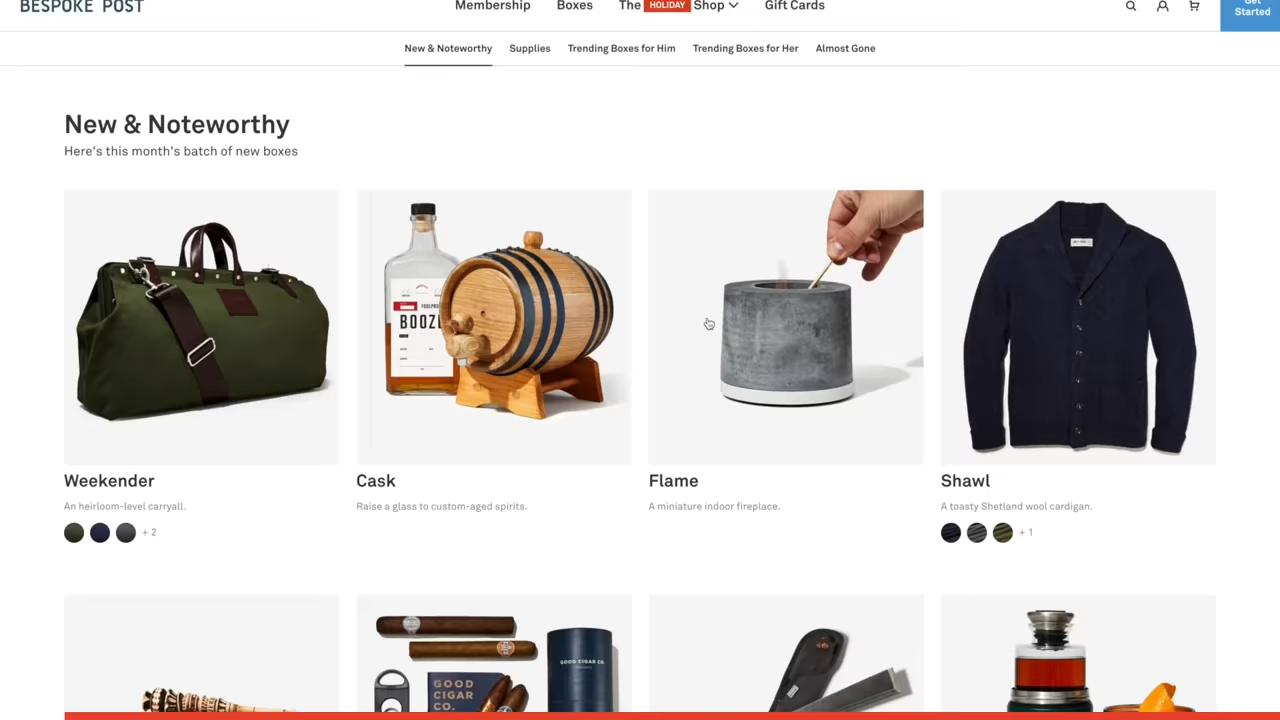 BESPOKE POST
Membership
Boxes
The HOLIDAY Shop
Gift Cards
Get
Started
New & Noteworthy
Supplies
Trending Boxes for Him
Trending Boxes for Her
Almost Gone
New & Noteworthy
Here's this month's batch of new boxes
BOOZE
Weekender
An heirloom-level carryall.
+ 2
Cask
Raise a glass to custom-aged spirits.
Flame
A miniature indoor fireplace.
Shawl
A toasty Shetland wool cardigan.
+ 1
GOOD
CIGAR
CO.
GOOD CIGAR CO.